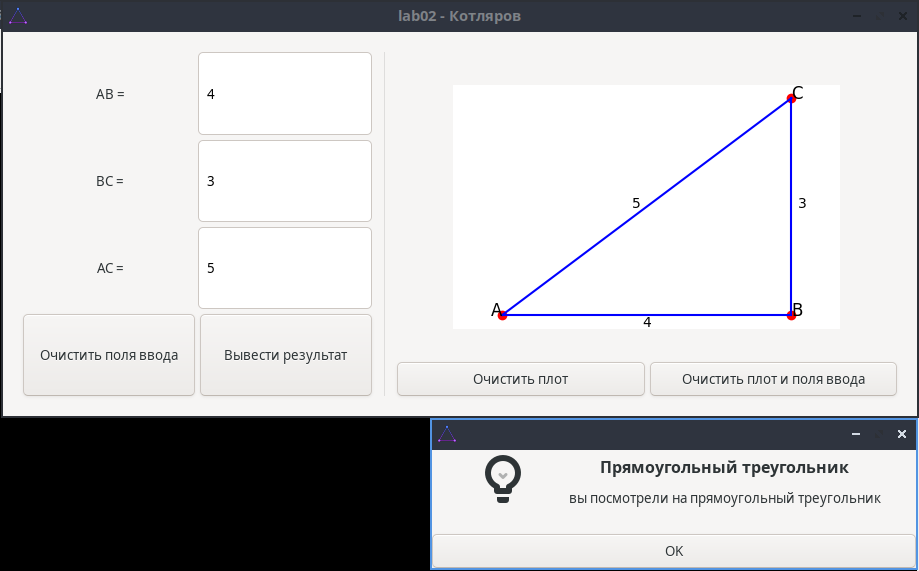 lab02 - Котляров
AB =
4
BC =
3
AC =
5
Очистить поля ввода
Вывести результат
C
5
3
A
B
4
Очистить плот
Очистить плот и поля ввода
Прямоугольный треугольник
вы посмотрели на прямоугольный треугольник
OK